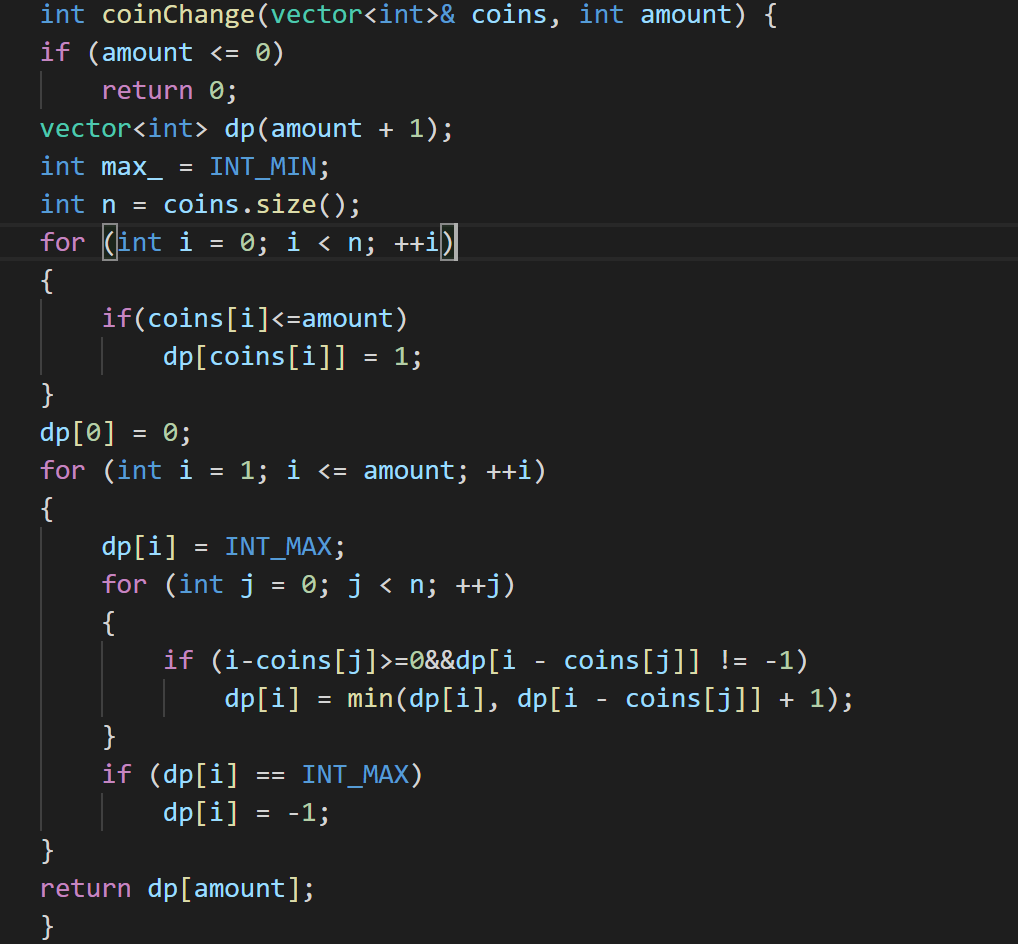 int coinChange(vector<int>& coins, int amount) {
if (amount <= 0)
    return 0;
vector<int> dp(amount + 1);
int max_ = INT_MIN;
int n = coins.size();
for (int i = 0; i < n; ++i)
{
    if(coins[i]<=amount)
        dp[coins[i]] = 1;
}
dp[0] = 0;
for (int i = 1; i <= amount; ++i)
{
    dp[i] = INT_MAX;
    for (int j = 0; j < n; ++j)
    {
        if (i-coins[j]>=0&&dp[i - coins[j]] != -1)
            dp[i] = min(dp[i], dp[i - coins[j]] + 1);
    }
    if (dp[i] == INT_MAX)
        dp[i] = -1;
}
return dp[amount];
}